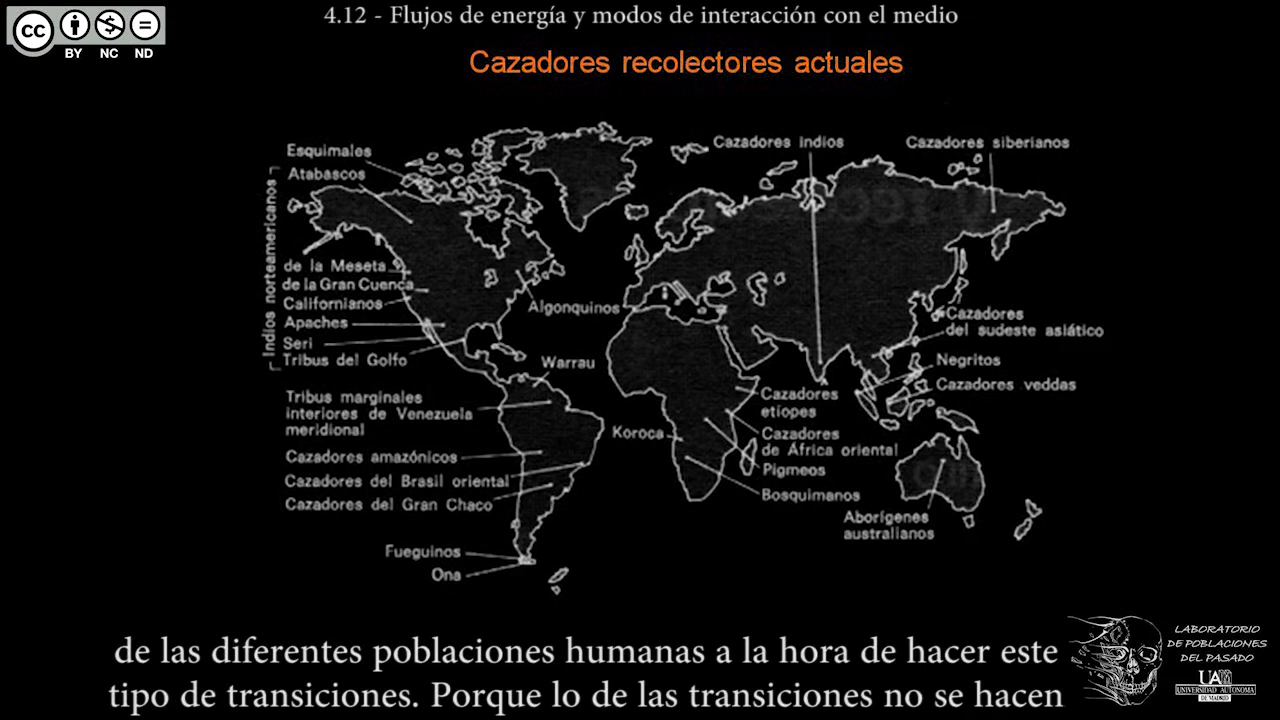 4.12 - Flujos de energía y modos de interacción con el medio
CC
BY NC ND
Cazadores recolectores actuales
Esquimales
Atabascos
Indios norteamericanos
de la Meseta
de la Gran Cuenca
Californianos
Apaches
Seri
Tribus del Golfo
Algonquinos
Warrau
Tribus marginales
interiores de Venezuela
meridional
Cazadores amazónicos
Cazadores del Brasil oriental
Cazadores del Gran Chaco
Fueguinos
Ona
Cazadores indios
Cazadores siberianos
Cazadores
del sudeste asiático
Negritos
Cazadores veddas
Cazadores
etíopes
Koroca
Cazadores
de África oriental
Pigmeos
Bosquimanos
Aborígenes
australianos
de las diferentes poblaciones humanas a la hora de hacer este
tipo de transiciones. Porque lo de las transiciones no se hacen
LABORATORIO
DE POBLACIONES
DEL PASADO
UAM
UNIVERSIDAD AUTONOMA
DE MADRID